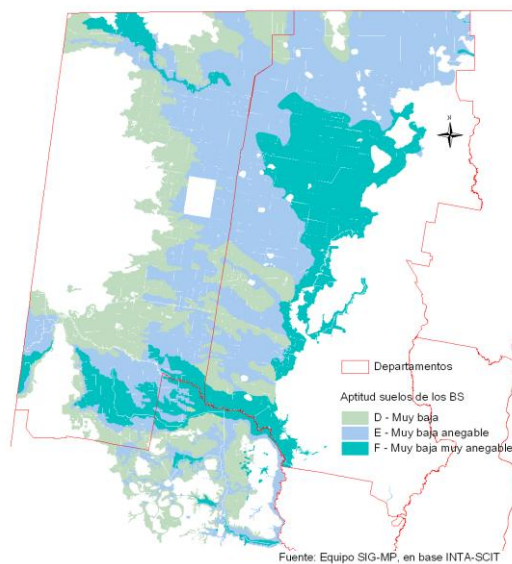 N
Departamentos
Aptitud suelos de los BS
D - Muy baja
E - Muy baja anegable
F - Muy baja muy anegable
Fuente: Equipo SIG-MP, en base INTA-SCIT